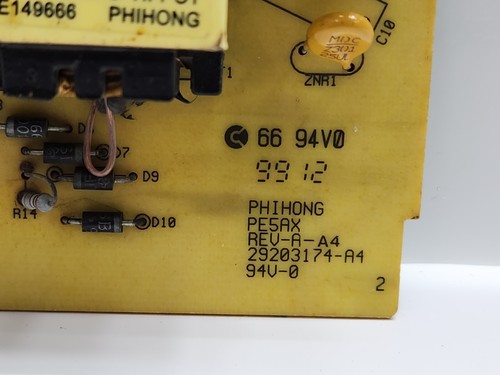 E149666
PHIHONG
C10
ZNR1
66 94V0
9912
D7
D9
R14
D10
PHIHONG
PE5AX
REV-A-A4
29203174-A4
94V-0
2